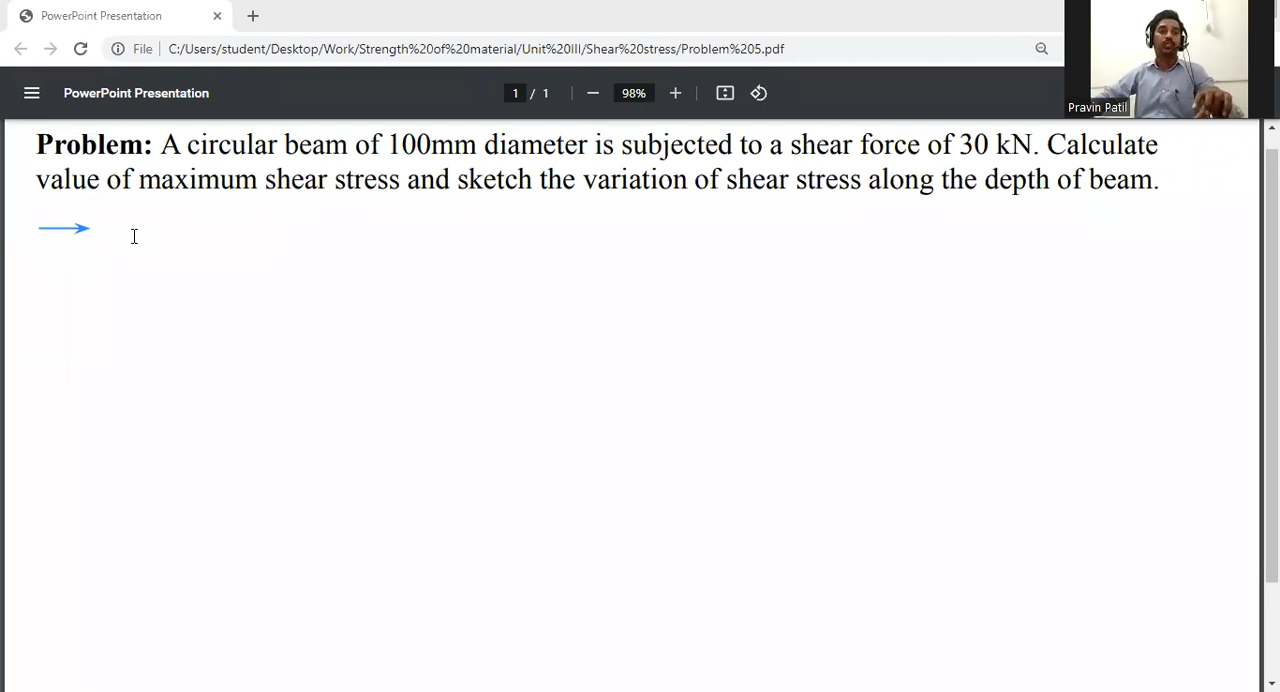 PowerPoint Presentation
File
C:/Users/student/Desktop/Work/Strength%20of%20material/Unit%20III/Shear%20stress/Problem%205.pdf
PowerPoint Presentation
1 / 1
98%
Pravin Patil
Problem: A circular beam of 100mm diameter is subjected to a shear force of 30 kN. Calculate
value of maximum shear stress and sketch the variation of shear stress along the depth of beam.